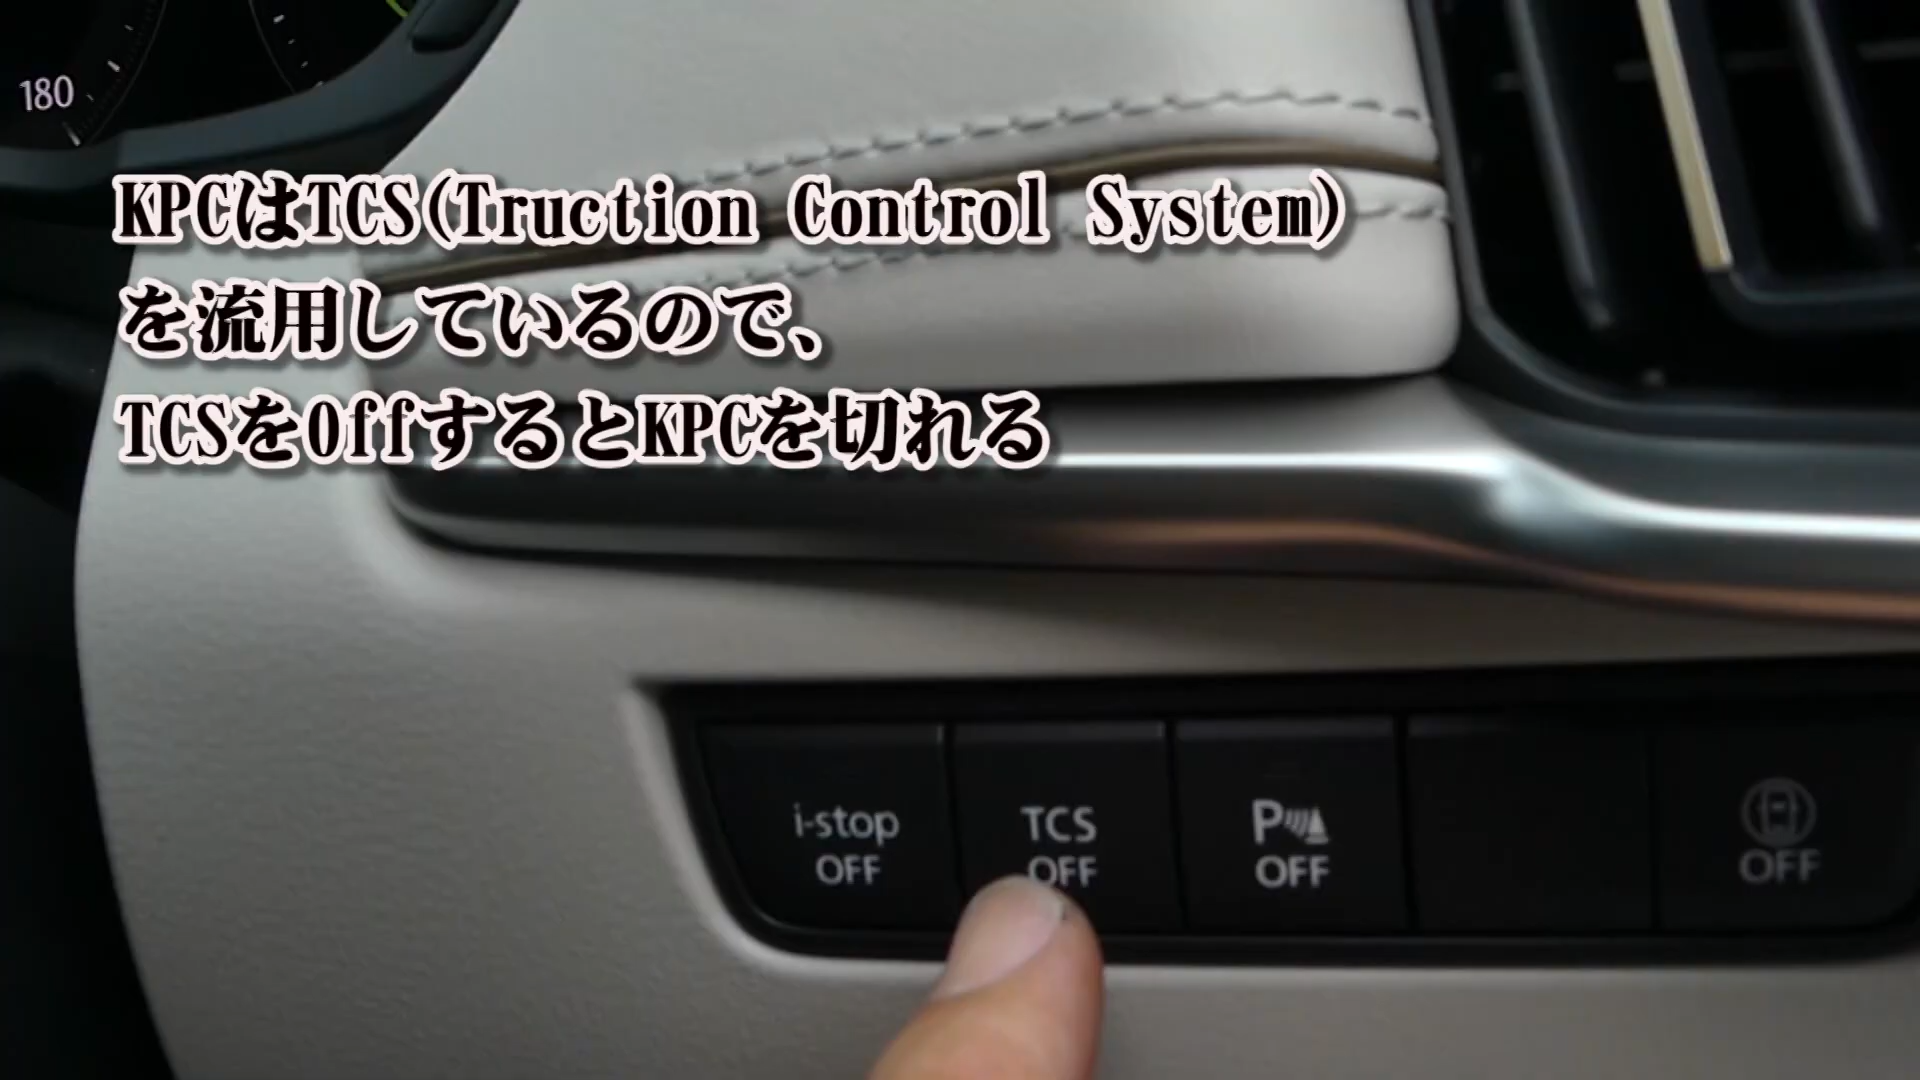 180
KPCはTCS(Truction Control System)
を流用しているので、
TCSをOffするとKPCを切れる
i-stop
OFF
TCS
OFF
P
OFF
OFF